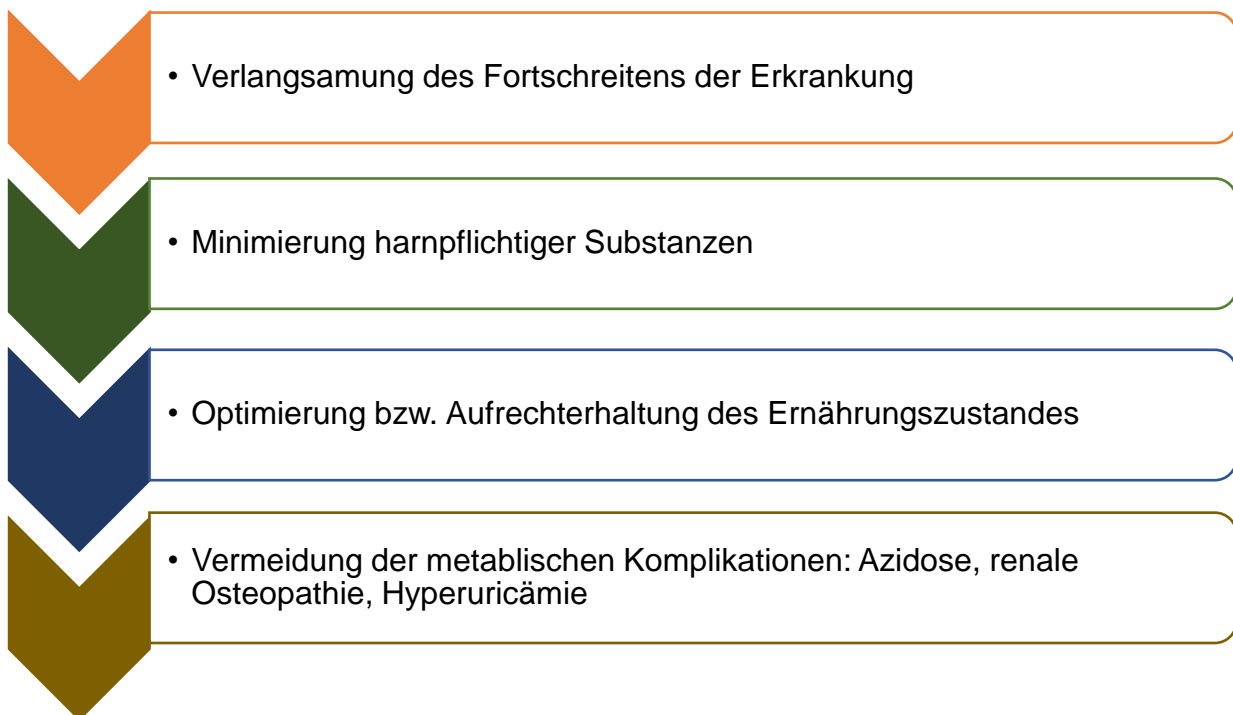 • Verlangsamung des Fortschreitens der Erkrankung
• Minimierung harnpflichtiger Substanzen
• Optimierung bzw. Aufrechterhaltung des Ernährungszustandes
• Vermeidung der metablischen Komplikationen: Azidose, renale
Osteopathie, Hyperuricämie